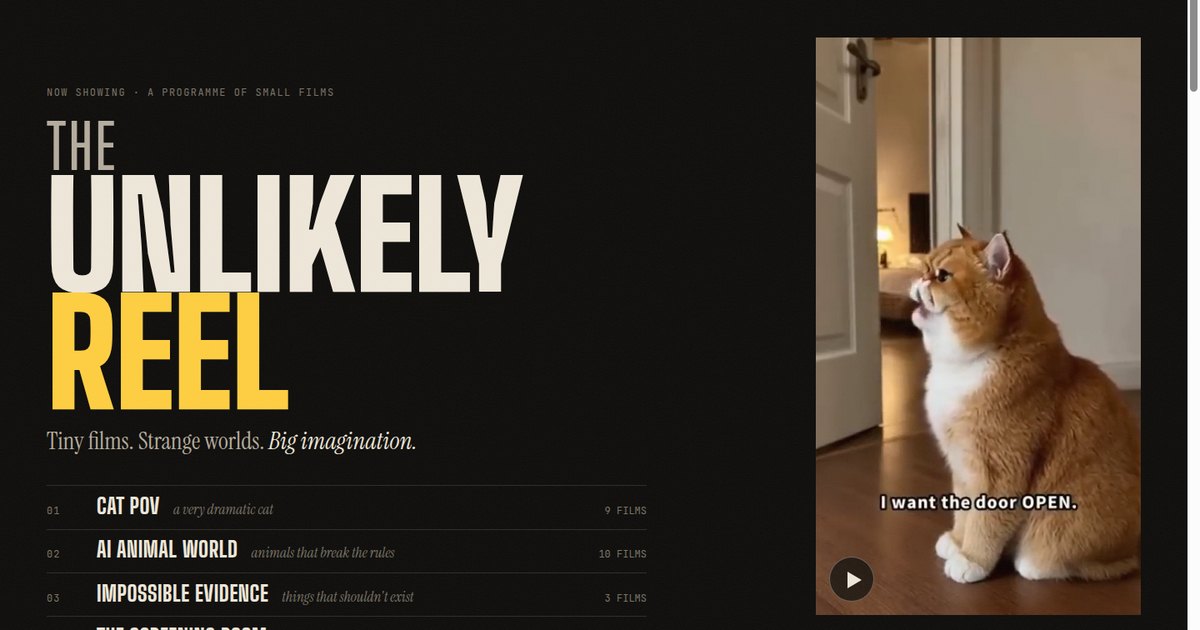 NOW SHOWING · A PROGRAMME OF SMALL FILMS
THE
UNLIKELY
REEL
Tiny films. Strange worlds. Big imagination.
01 CAT POV a very dramatic cat 9 FILMS
02 AI ANIMAL WORLD animals that break the rules 10 FILMS
03 IMPOSSIBLE EVIDENCE things that shouldn't exist 3 FILMS
I want the door OPEN.